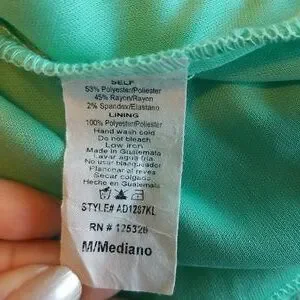 SELF
53% Polyester/Poliester
45% Rayon/Rayon
2% Spandex/Elastano
LINING
100% Polyester/Poliester
Hand wash cold
Do not bleach
Low iron
Made in Guatemala
Lavar agua fria
No usar blanqueador
Planchar al reves
Secar colgado
Hecho en Guatemala
STYLE# AD1287KL
RN # 125326
M/Mediano